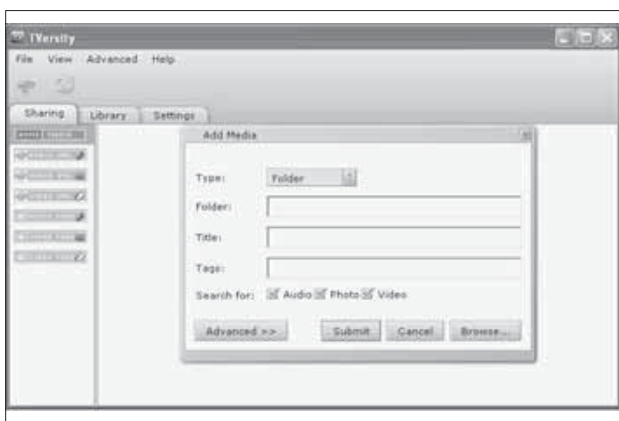 TVersity
File View Advanced Help
Sharing Library Settings
Add Media
Type: Folder
Folder:
Title:
Tags:
Search for: Audio Photo Video
Advanced >> Submit Cancel Browse...